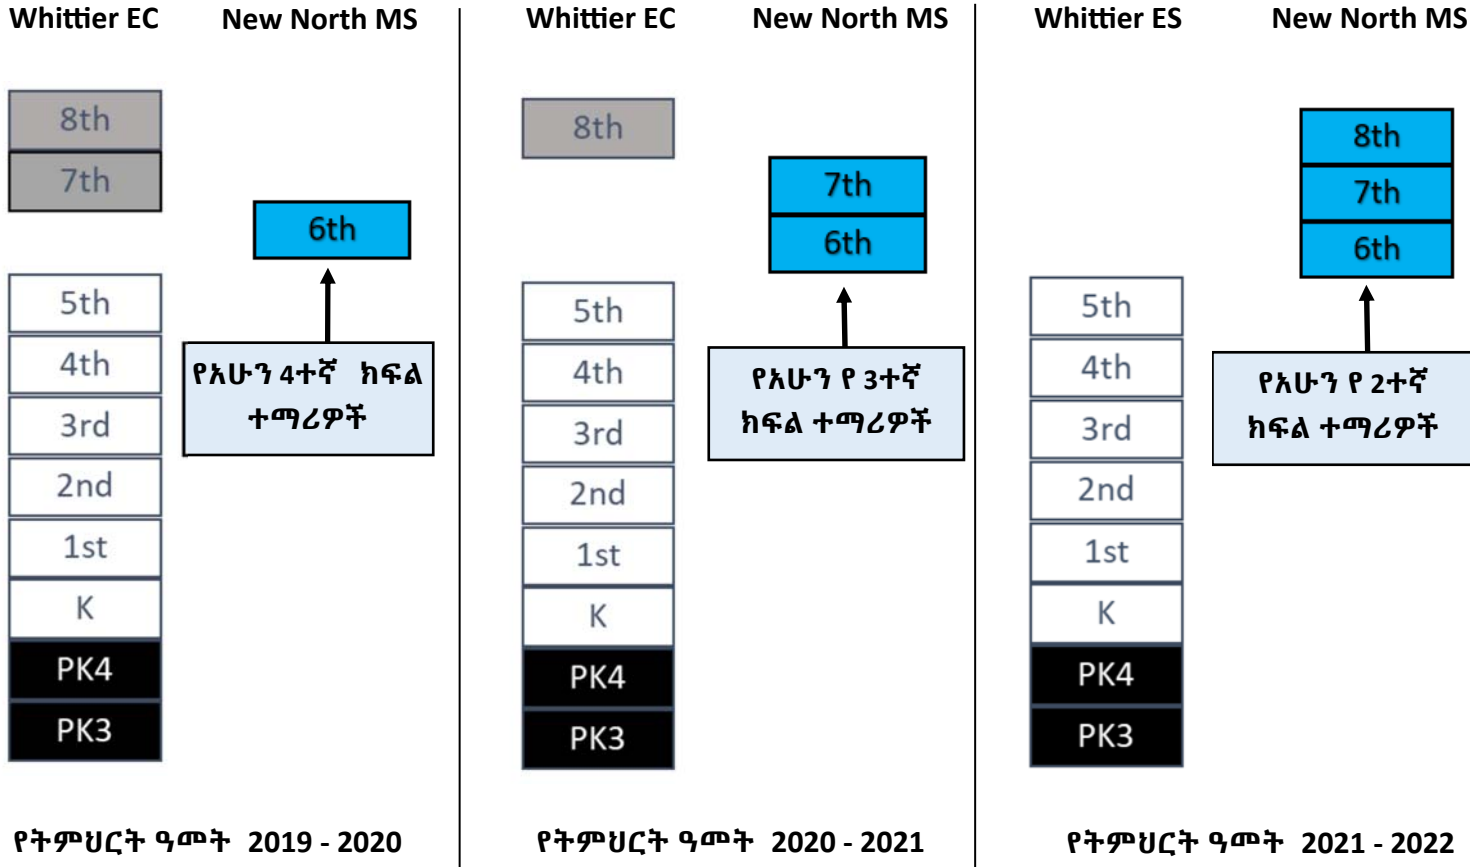 Whittier EC
New North MS
8th
7th
6th
5th
4th
3rd
2nd
1st
K
PK4
PK3
የአሁን 4ተኛ ክፍል
ተማሪዎች
የትምህርት ዓመት 2019 - 2020
Whittier EC
New North MS
8th
7th
6th
5th
4th
3rd
2nd
1st
K
PK4
PK3
የአሁን የ 3ተኛ
ክፍል ተማሪዎች
የትምህርት ዓመት 2020 - 2021
Whittier ES
New North MS
8th
7th
6th
5th
4th
3rd
2nd
1st
K
PK4
PK3
የአሁን የ 2ተኛ
ክፍል ተማሪዎች
የትምህርት ዓመት 2021 - 2022